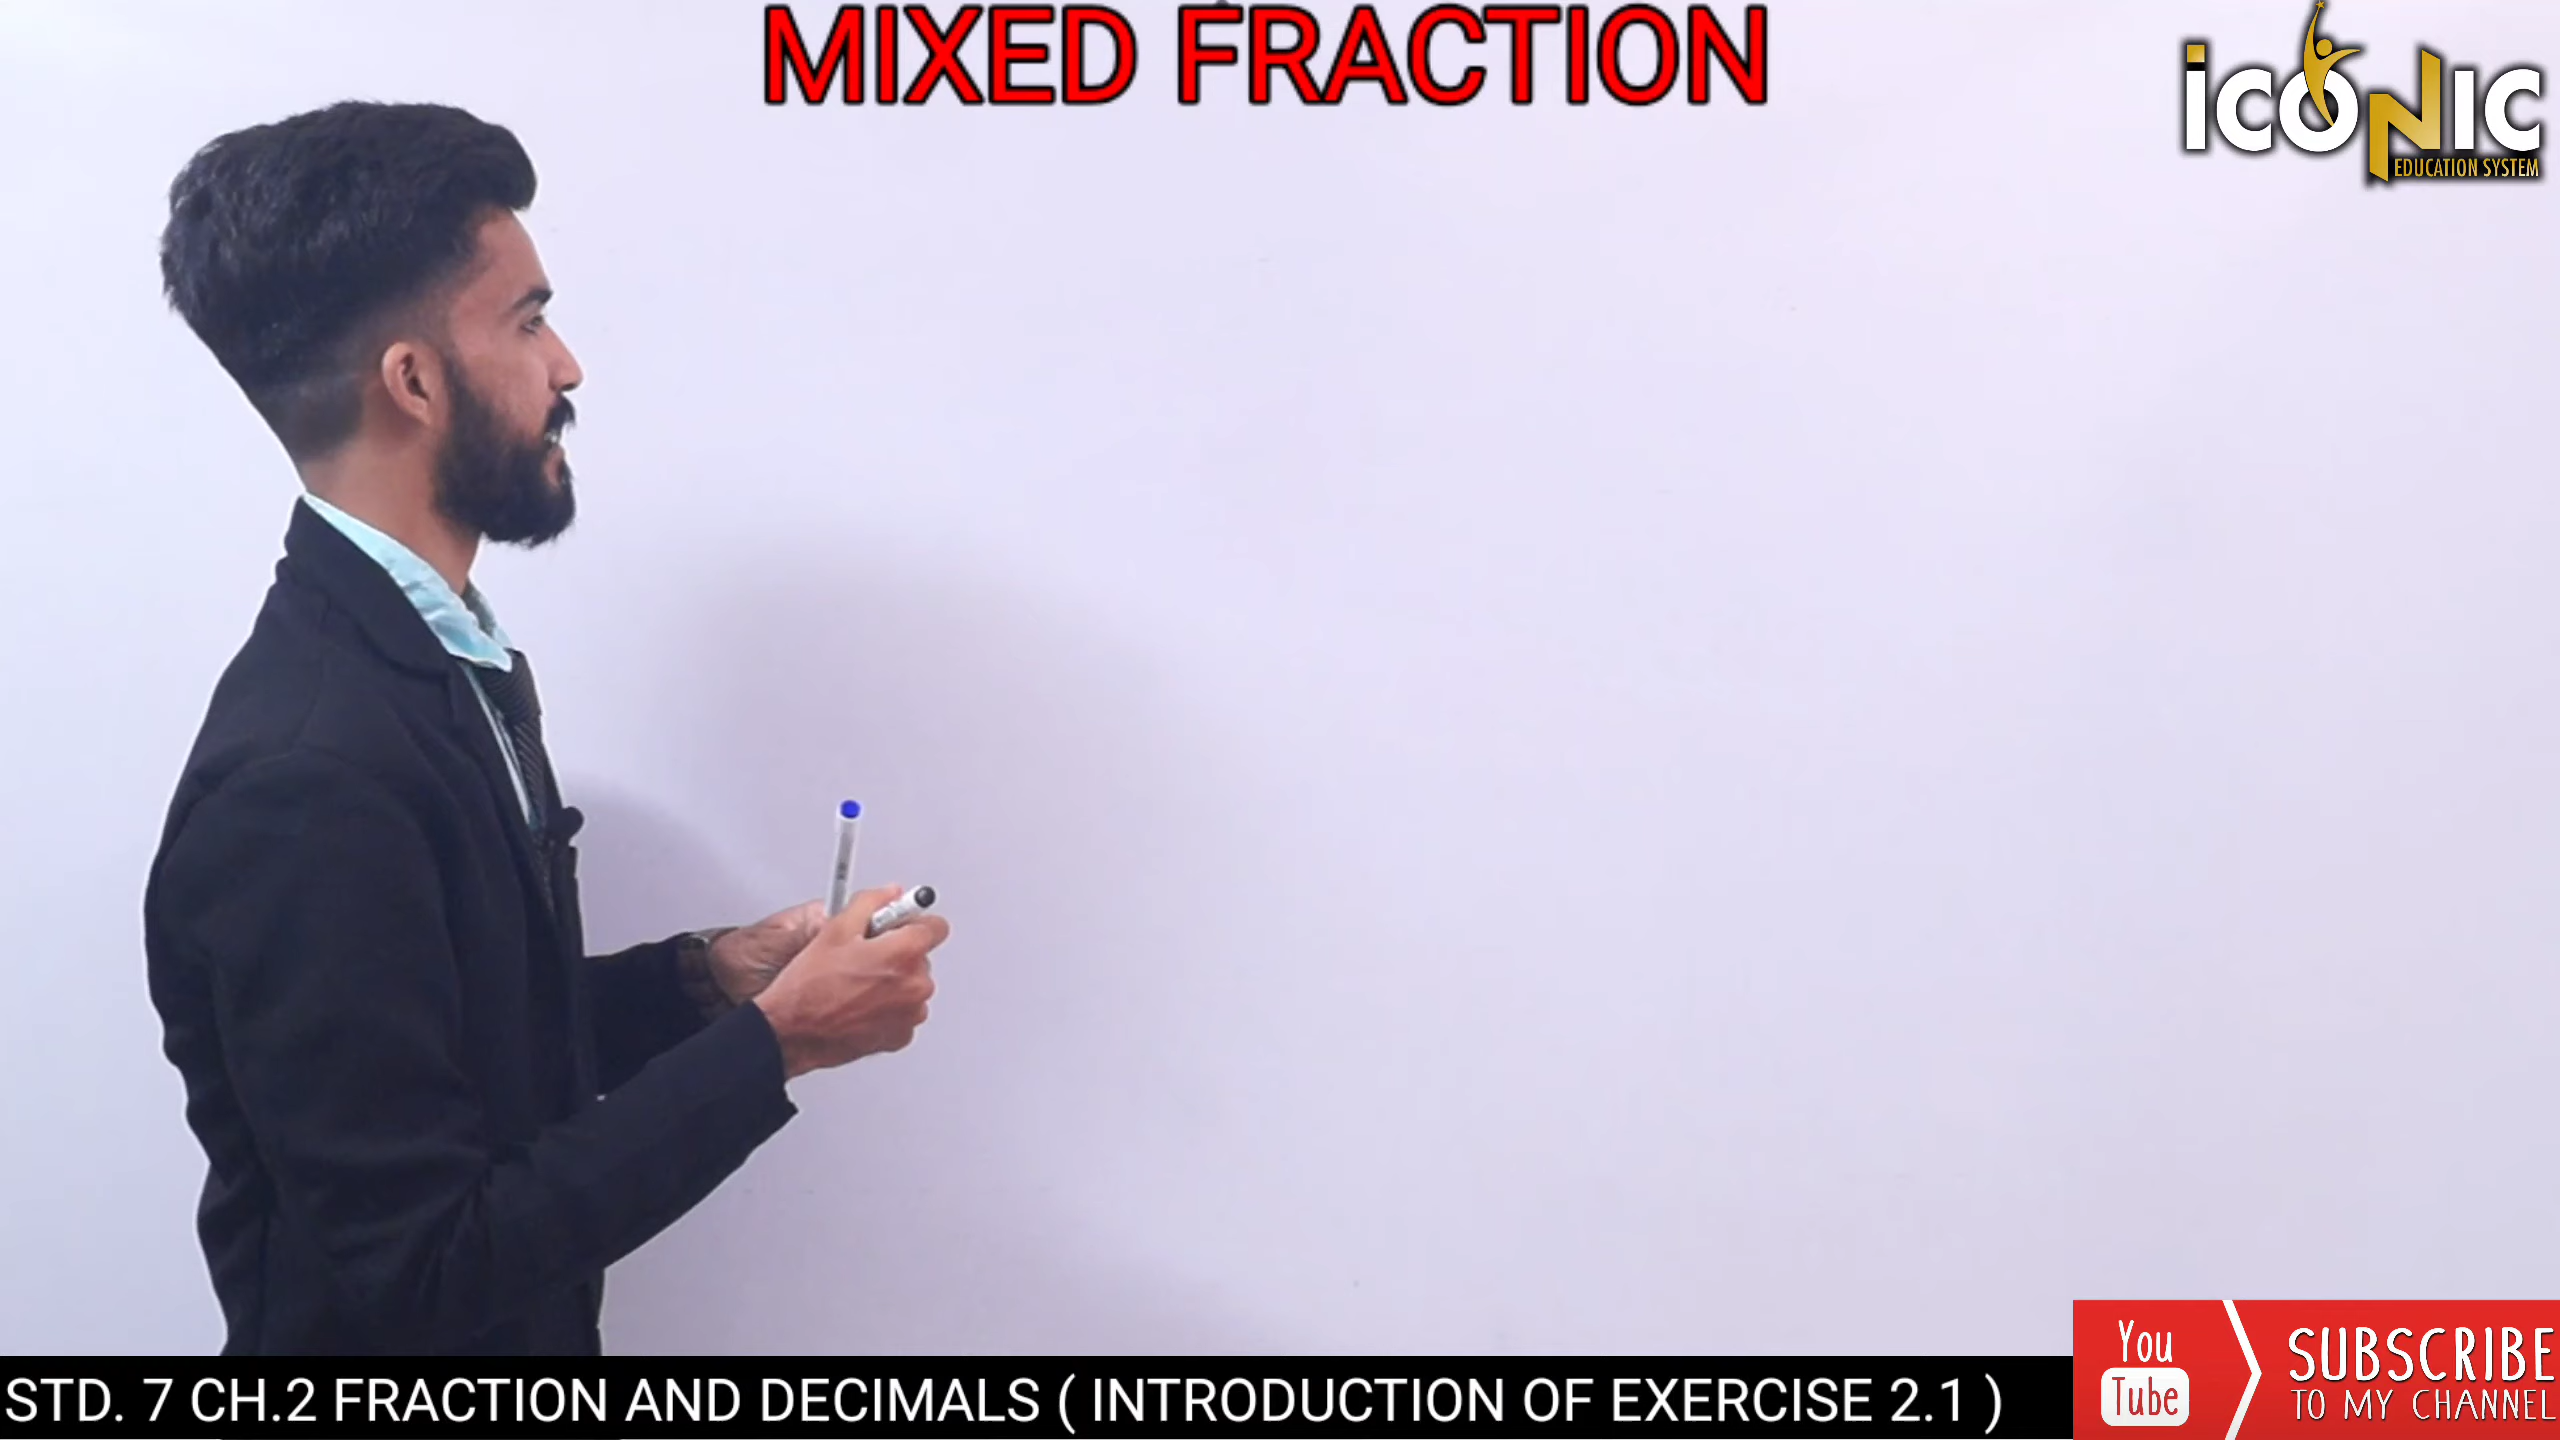 MIXED FRACTION
iCONIC
EDUCATION SYSTEM
STD. 7 CH.2 FRACTION AND DECIMALS ( INTRODUCTION OF EXERCISE 2.1 )
You
Tube
SUBSCRIBE
TO MY CHANNEL